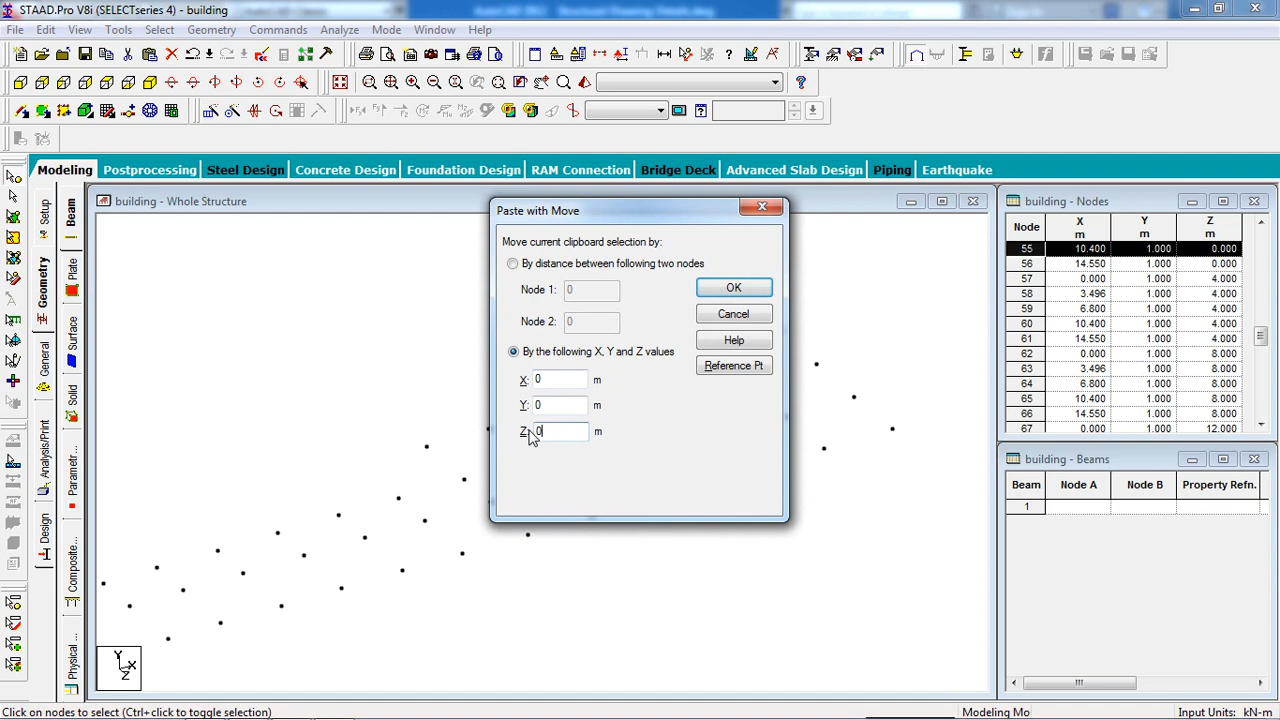 STAAD.Pro V8i (SELECTseries 4) - building
File Edit View Tools Select Geometry Commands Analyze Mode Window Help
Modeling Postprocessing Steel Design Concrete Design Foundation Design RAM Connection Bridge Deck Advanced Slab Design Piping Earthquake
Setup
Geometry
General
Analysis/Print
Design
Beam
Plate
Surface
Solid
Parametr...
Composite...
Physical ...
building - Whole Structure
Y
X
Z
Paste with Move
Move current clipboard selection by:
By distance between following two nodes
Node 1: 0
Node 2: 0
By the following X, Y and Z values
X: 0 m
Y: 0 m
Z: 0 m
OK
Cancel
Help
Reference Pt
building - Nodes
Node X m Y m Z m
55 10.400 1.000 0.000
56 14.550 1.000 0.000
57 0.000 1.000 4.000
58 3.496 1.000 4.000
59 6.800 1.000 4.000
60 10.400 1.000 4.000
61 14.550 1.000 4.000
62 0.000 1.000 8.000
63 3.496 1.000 8.000
64 6.800 1.000 8.000
65 10.400 1.000 8.000
66 14.550 1.000 8.000
67 0.000 1.000 12.000
building - Beams
Beam Node A Node B Property Refn.
1
Click on nodes to select (Ctrl+click to toggle selection)
Modeling Mo
Input Units: kN-m